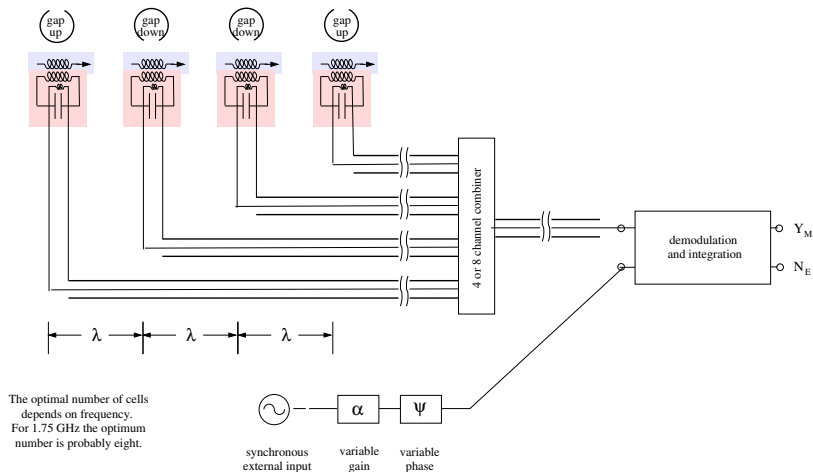 gap
up
gap
down
gap
down
gap
up
4 or 8 channel combiner
demodulation
and integration
Y_M
N_E
λ
λ
λ
The optimal number of cells
depends on frequency.
For 1.75 GHz the optimum
number is probably eight.
α
Ψ
synchronous
external input
variable
gain
variable
phase